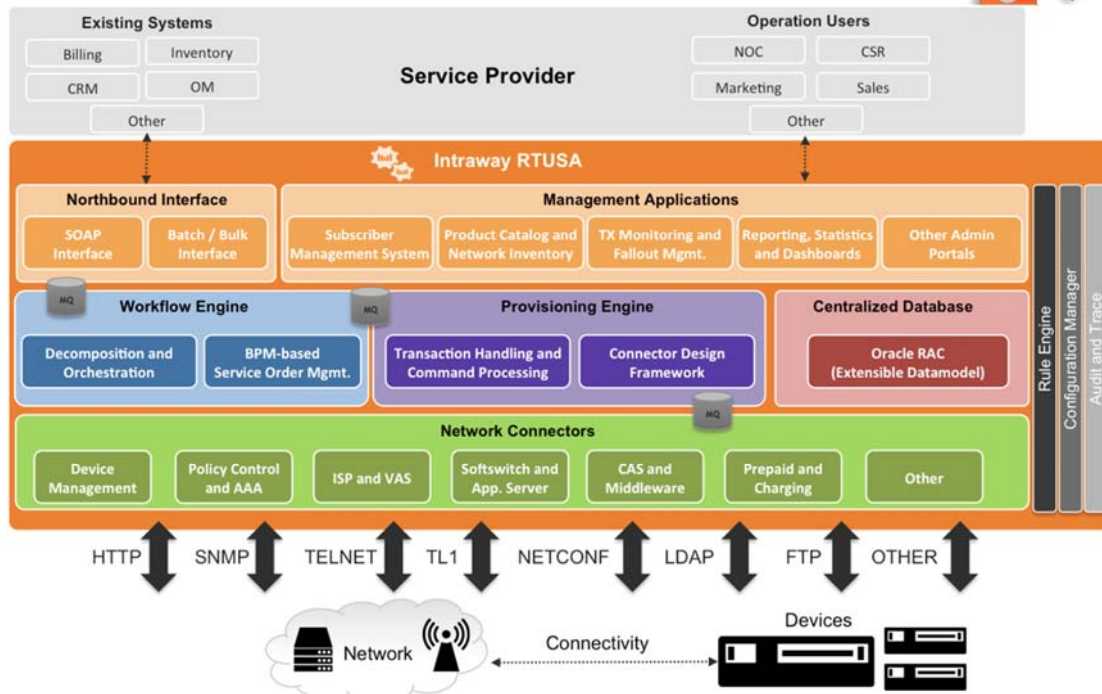 Existing Systems
Billing
Inventory
CRM
OM
Other
Service Provider
Operation Users
NOC
CSR
Marketing
Sales
Other
Intraway RTUSA
Northbound Interface
SOAP
Interface
Batch / Bulk
Interface
Management Applications
Subscriber
Management System
Product Catalog and
Network Inventory
TX Monitoring and
Fallout Mgmt.
Reporting, Statistics
and Dashboards
Other Admin
Portals
MQ
Workflow Engine
Decomposition and
Orchestration
BPM-based
Service Order Mgmt.
MQ
Provisioning Engine
Transaction Handling and
Command Processing
Connector Design
Framework
MQ
Centralized Database
Oracle RAC
(Extensible Datamodel)
Rule Engine
Configuration Manager
Audit and Trace
Network Connectors
Device
Management
Policy Control
and AAA
ISP and VAS
Softswitch and
App. Server
CAS and
Middleware
Prepaid and
Charging
Other
HTTP
SNMP
TELNET
TL1
NETCONF
LDAP
FTP
OTHER
Network
Connectivity
Devices